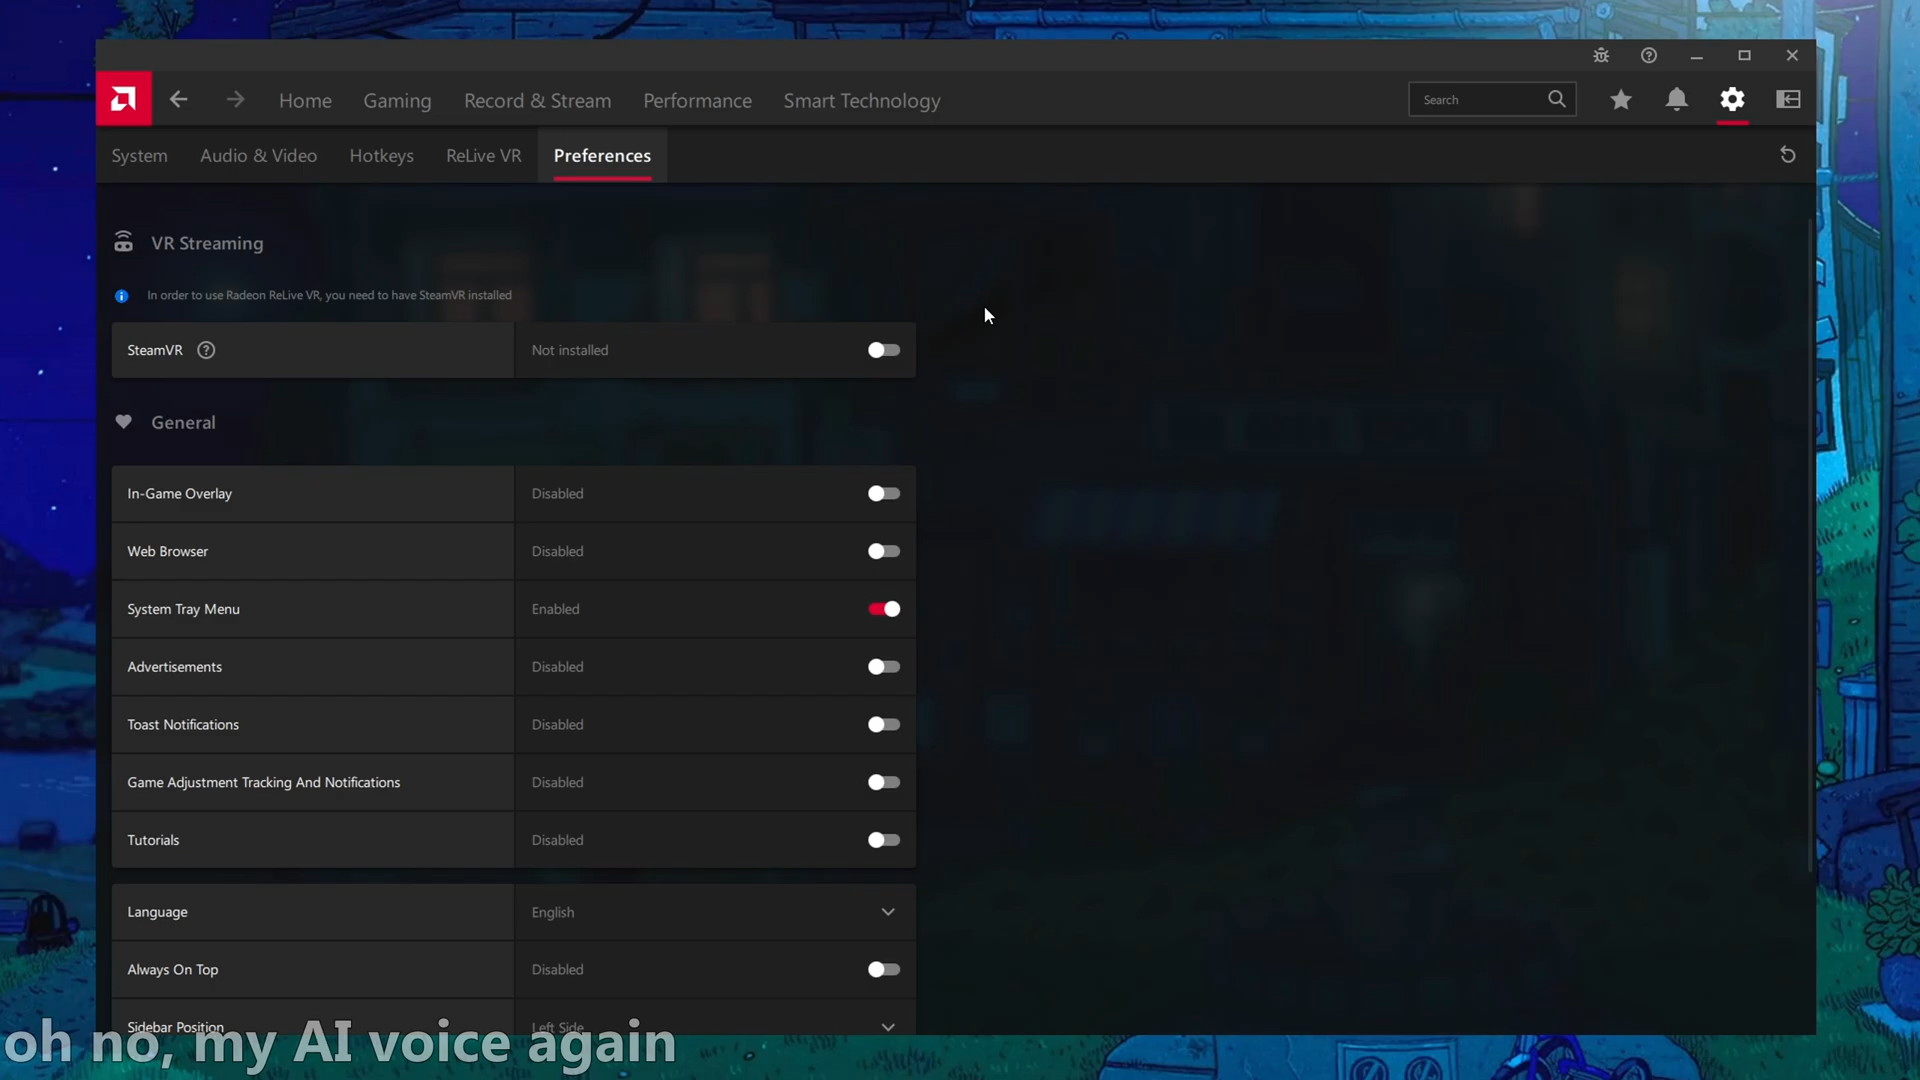 Home Gaming Record & Stream Performance Smart Technology Search
System Audio & Video Hotkeys ReLive VR Preferences
VR Streaming
In order to use Radeon ReLive VR, you need to have SteamVR installed
SteamVR Not installed
General
In-Game Overlay Disabled
Web Browser Disabled
System Tray Menu Enabled
Advertisements Disabled
Toast Notifications Disabled
Game Adjustment Tracking And Notifications Disabled
Tutorials Disabled
Language English
Always On Top Disabled
Sidebar Position Left Side
oh no, my AI voice again